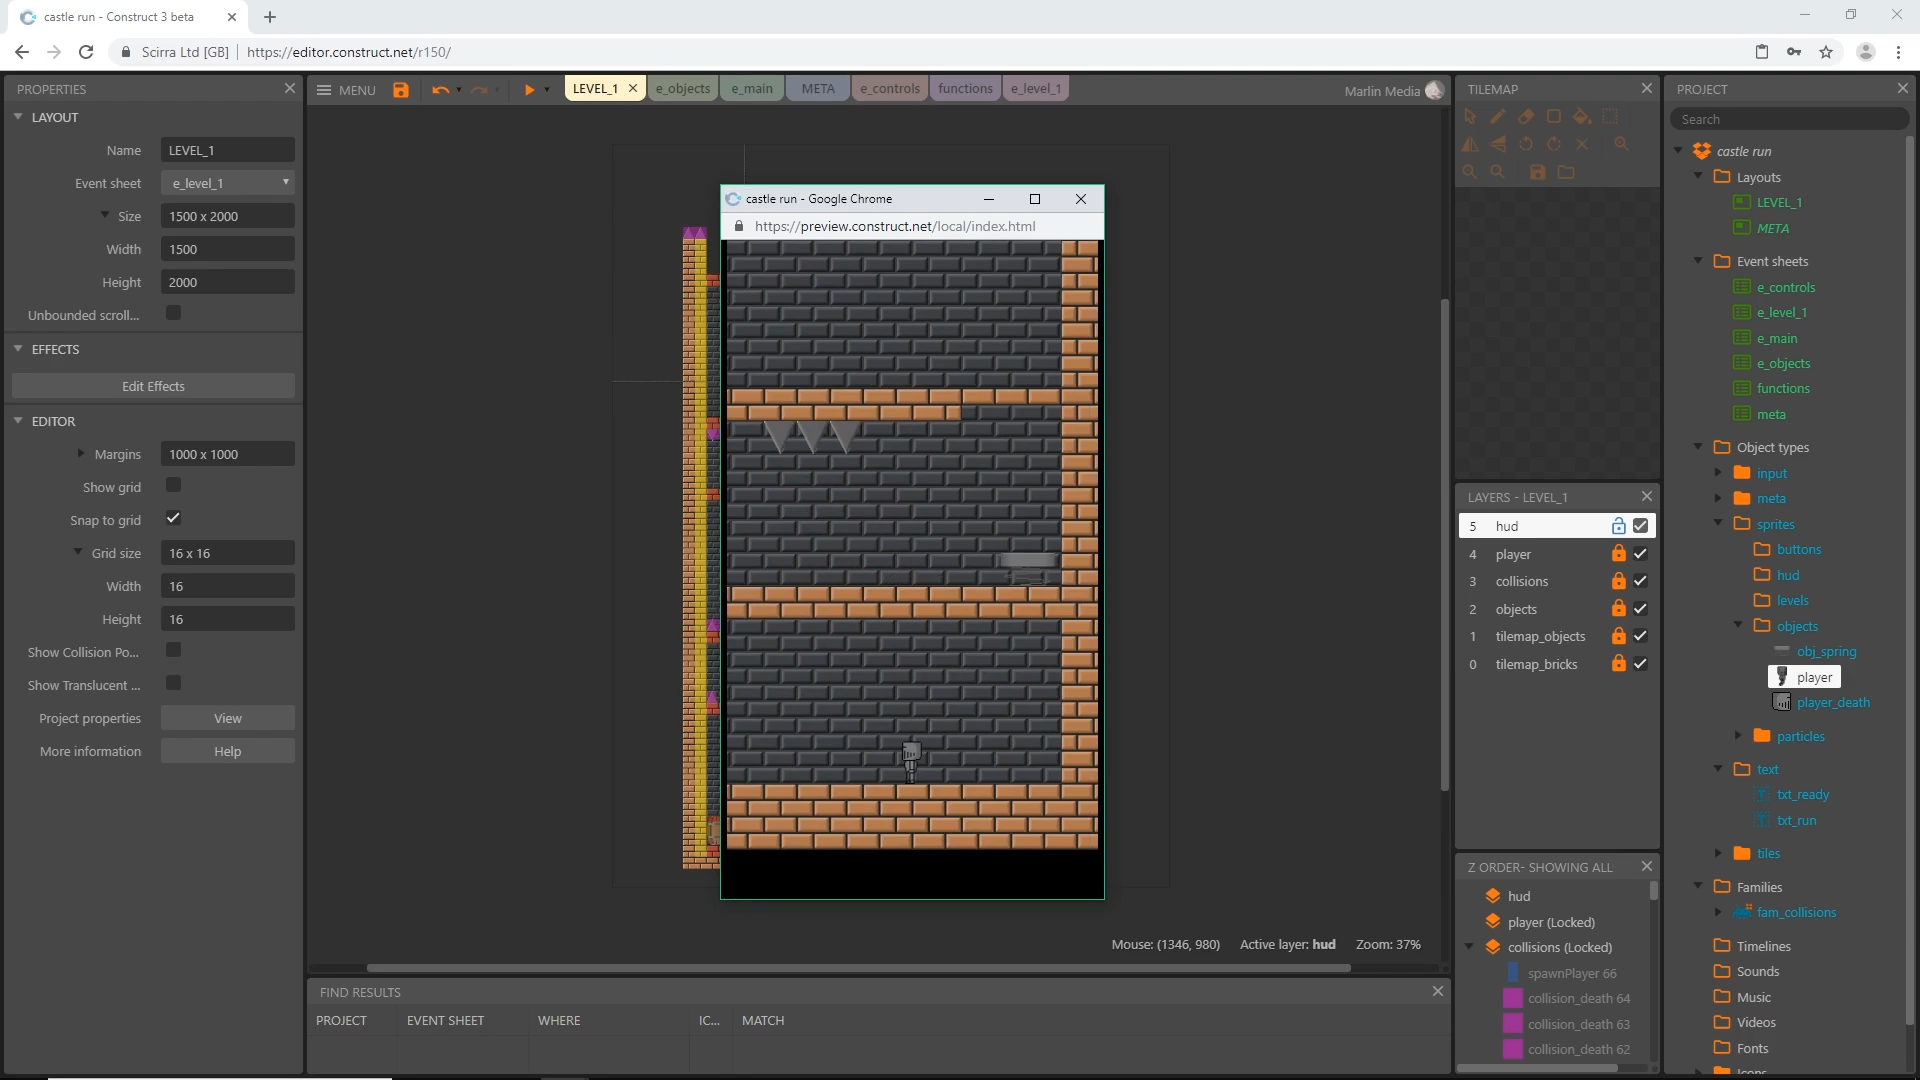 castle run - Construct 3 beta
Scirra Ltd [GB]
https://editor.construct.net/r150/
PROPERTIES
LAYOUT
Name LEVEL_1
Event sheet e_level_1
Size 1500 x 2000
Width 1500
Height 2000
Unbounded scroll...
EFFECTS
Edit Effects
EDITOR
Margins 1000 x 1000
Show grid
Snap to grid
Grid size 16 x 16
Width 16
Height 16
Show Collision Po...
Show Translucent ...
Project properties View
More information Help
MENU
LEVEL_1
e_objects
e_main
META
e_controls
functions
e_level_1
Marlin Media
castle run - Google Chrome
https://preview.construct.net/local/index.html
Mouse: (1346, 980) Active layer: hud Zoom: 37%
FIND RESULTS
PROJECT EVENT SHEET WHERE IC... MATCH
TILEMAP
LAYERS - LEVEL_1
5 hud
4 player
3 collisions
2 objects
1 tilemap_objects
0 tilemap_bricks
Z ORDER- SHOWING ALL
hud
player (Locked)
collisions (Locked)
spawnPlayer 66
collision_death 64
collision_death 63
collision_death 62
PROJECT
Search
castle run
Layouts
LEVEL_1
META
Event sheets
e_controls
e_level_1
e_main
e_objects
functions
meta
Object types
input
meta
sprites
buttons
hud
levels
objects
obj_spring
player
player_death
particles
text
txt_ready
txt_run
tiles
Families
fam_collisions
Timelines
Sounds
Music
Videos
Fonts
Icons